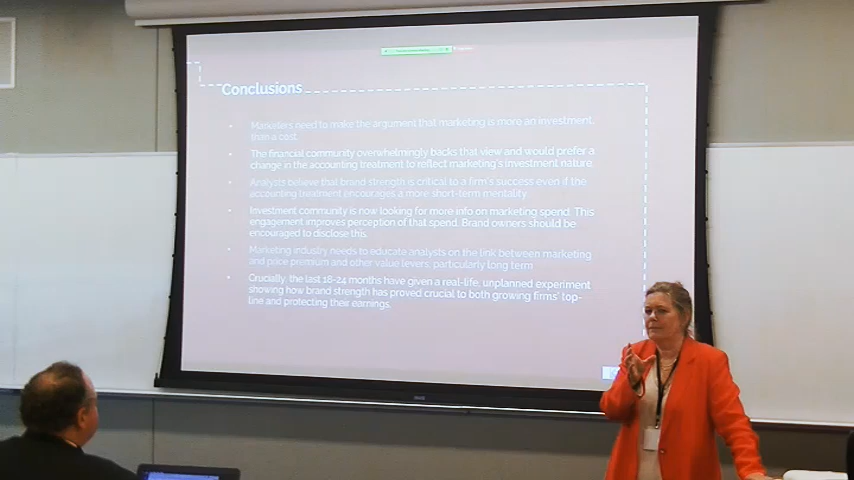 Conclusions
Marketers need to make the argument that marketing is more an investment,
than a cost.
The financial community overwhelmingly backs that view and would prefer a
change in the accounting treatment to reflect marketing's investment nature.
Analysts believe that brand strength is critical to a firm's success even if the
accounting treatment encourages a more short-term mentality
Investment community is now looking for more info on marketing spend. This
engagement improves perception of that spend. Brand owners should be
encouraged to disclose this.
Marketing industry needs to educate analysts on the link between marketing
and price premium and other value levers, particularly long term
Crucially, the last 18-24 months have given a real-life, unplanned experiment
showing how brand strength has proved crucial to both growing firms' top-
line and protecting their earnings.